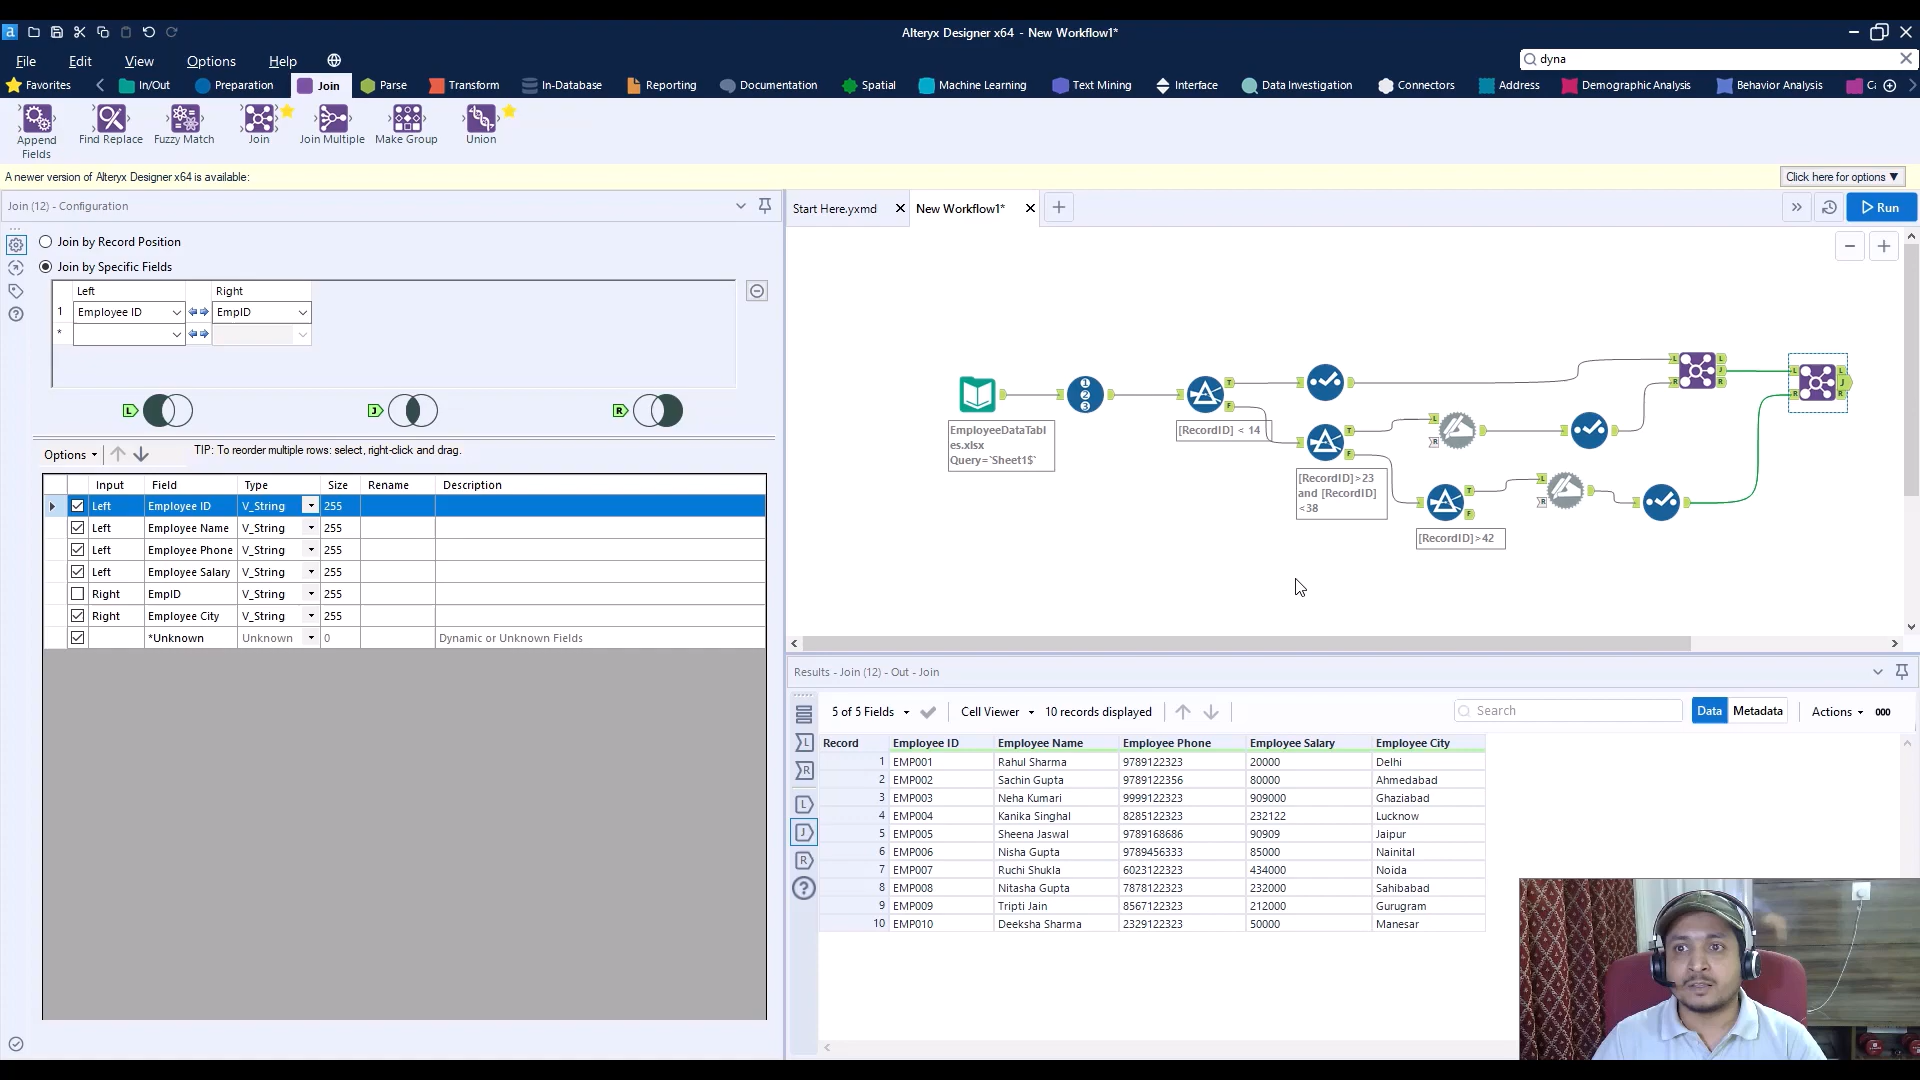 Alteryx Designer x64 - New Workflow1*
File Edit View Options Help
dyna
Favorites In/Out Preparation Join Parse Transform In-Database Reporting Documentation Spatial Machine Learning Text Mining Interface Data Investigation Connectors Address Demographic Analysis Behavior Analysis Ca
Append Fields Find Replace Fuzzy Match Join Join Multiple Make Group Union
A newer version of Alteryx Designer x64 is available:
Click here for options ▼
Join (12) - Configuration
Join by Record Position
Join by Specific Fields
Left Right
1 Employee ID EmpID
*
L J R
Options TIP: To reorder multiple rows: select, right-click and drag.
Input Field Type Size Rename Description
Left Employee ID V_String 255
Left Employee Name V_String 255
Left Employee Phone V_String 255
Left Employee Salary V_String 255
Right EmpID V_String 255
Right Employee City V_String 255
*Unknown Unknown 0 Dynamic or Unknown Fields
Start Here.yxmd New Workflow1*
Run
EmployeeDataTabl
es.xlsx
Query=`Sheet1$`
1
2
3
[RecordID] < 14
[RecordID]>23
and [RecordID]
<38
[RecordID]>42
Results - Join (12) - Out - Join
5 of 5 Fields Cell Viewer 10 records displayed Search Data Metadata Actions 000
Record Employee ID Employee Name Employee Phone Employee Salary Employee City
1 EMP001 Rahul Sharma 9789122323 20000 Delhi
2 EMP002 Sachin Gupta 9789122356 80000 Ahmedabad
3 EMP003 Neha Kumari 9999122323 909000 Ghaziabad
4 EMP004 Kanika Singhal 8285122323 232122 Lucknow
5 EMP005 Sheena Jaswal 9789168686 90909 Jaipur
6 EMP006 Nisha Gupta 9789456333 85000 Nainital
7 EMP007 Ruchi Shukla 6023122323 434000 Noida
8 EMP008 Nitasha Gupta 7878122323 232000 Sahibabad
9 EMP009 Tripti Jain 8567122323 212000 Gurugram
10 EMP010 Deeksha Sharma 2329122323 50000 Manesar